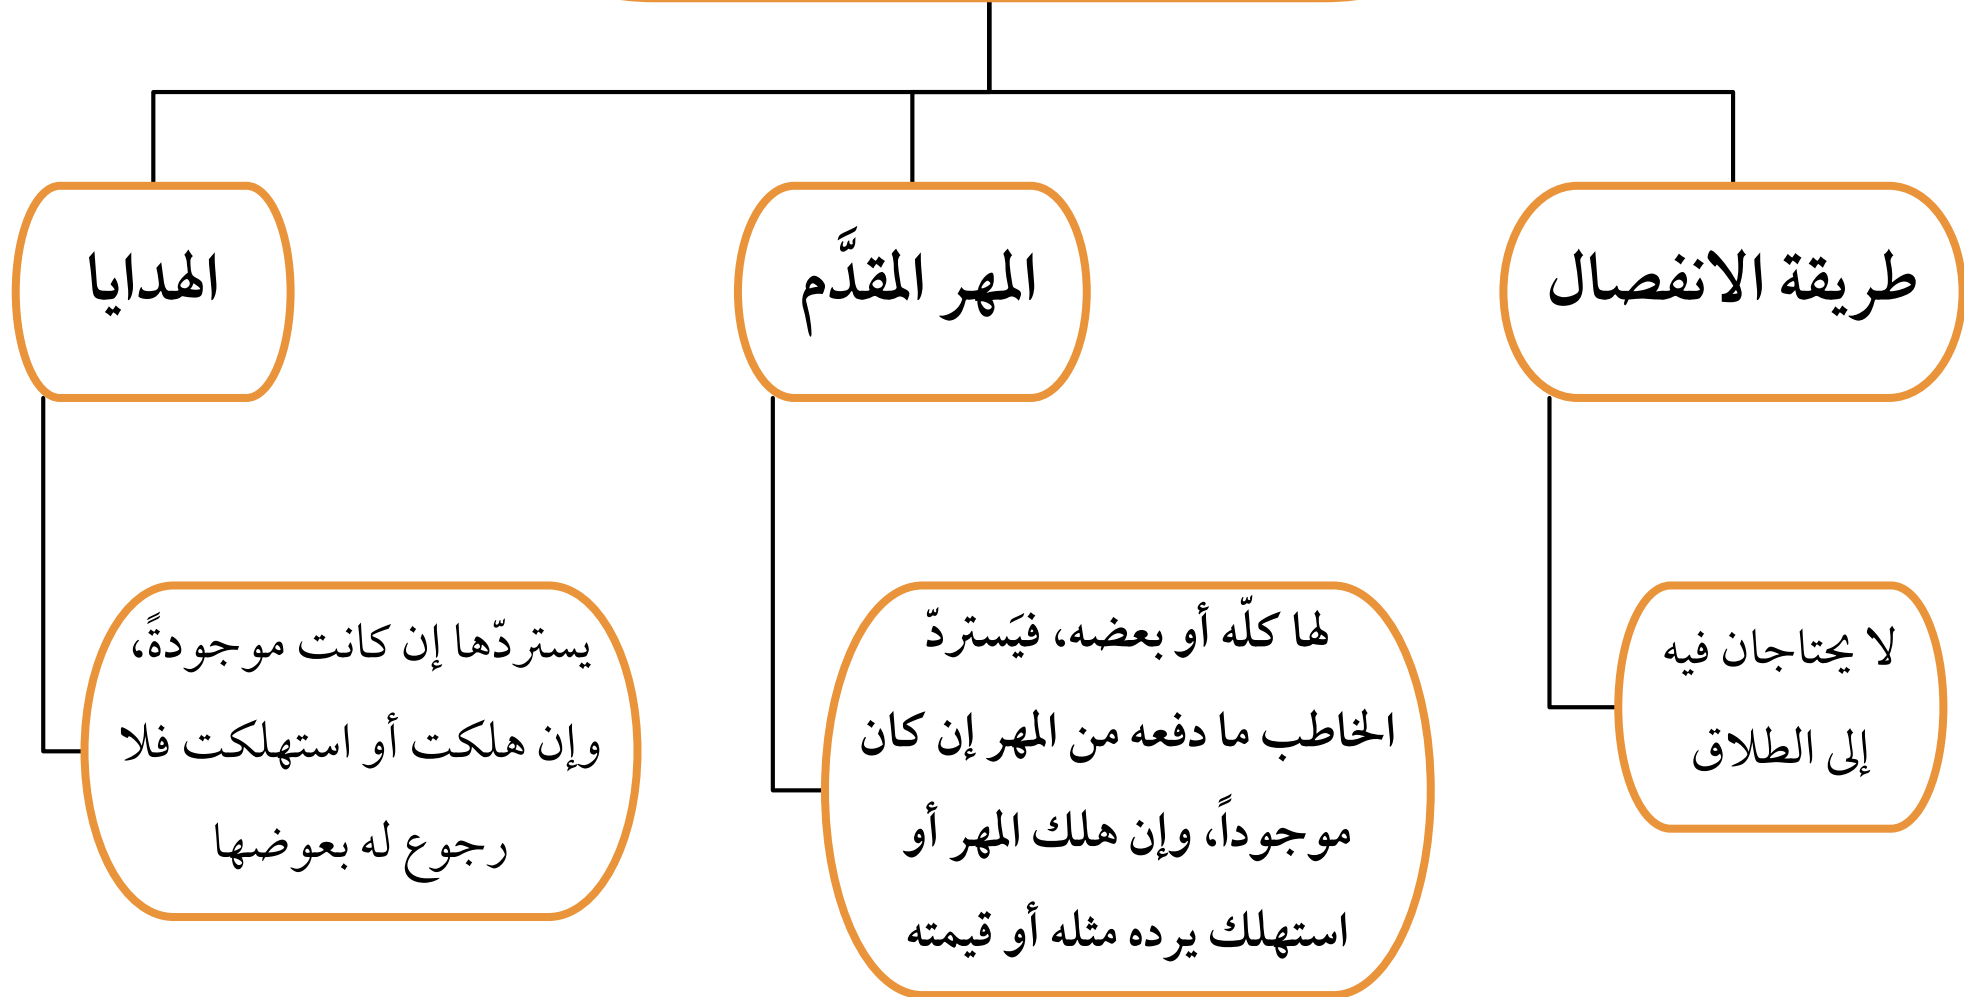 طريقة الانفصال
المهر المقدَّم
الهدايا
لا يحتاجان فيه
إلى الطلاق
لها كلّه أو بعضه، فيَستردّ
الخاطب ما دفعه من المهر إن كان
موجوداً، وإن هلك المهر أو
استهلك يرده مثله أو قيمته
يستردّها إن كانت موجودةً،
وإن هلكت أو استهلكت فلا
رجوع له بعوضها